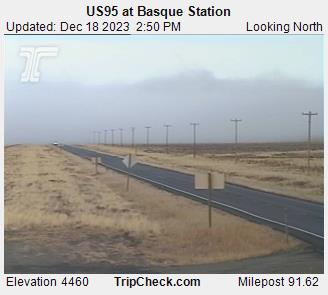 US95 at Basque Station
Updated: Dec 18 2023 2:50 PM Looking North
Elevation 4460 TripCheck.com Milepost 91.62